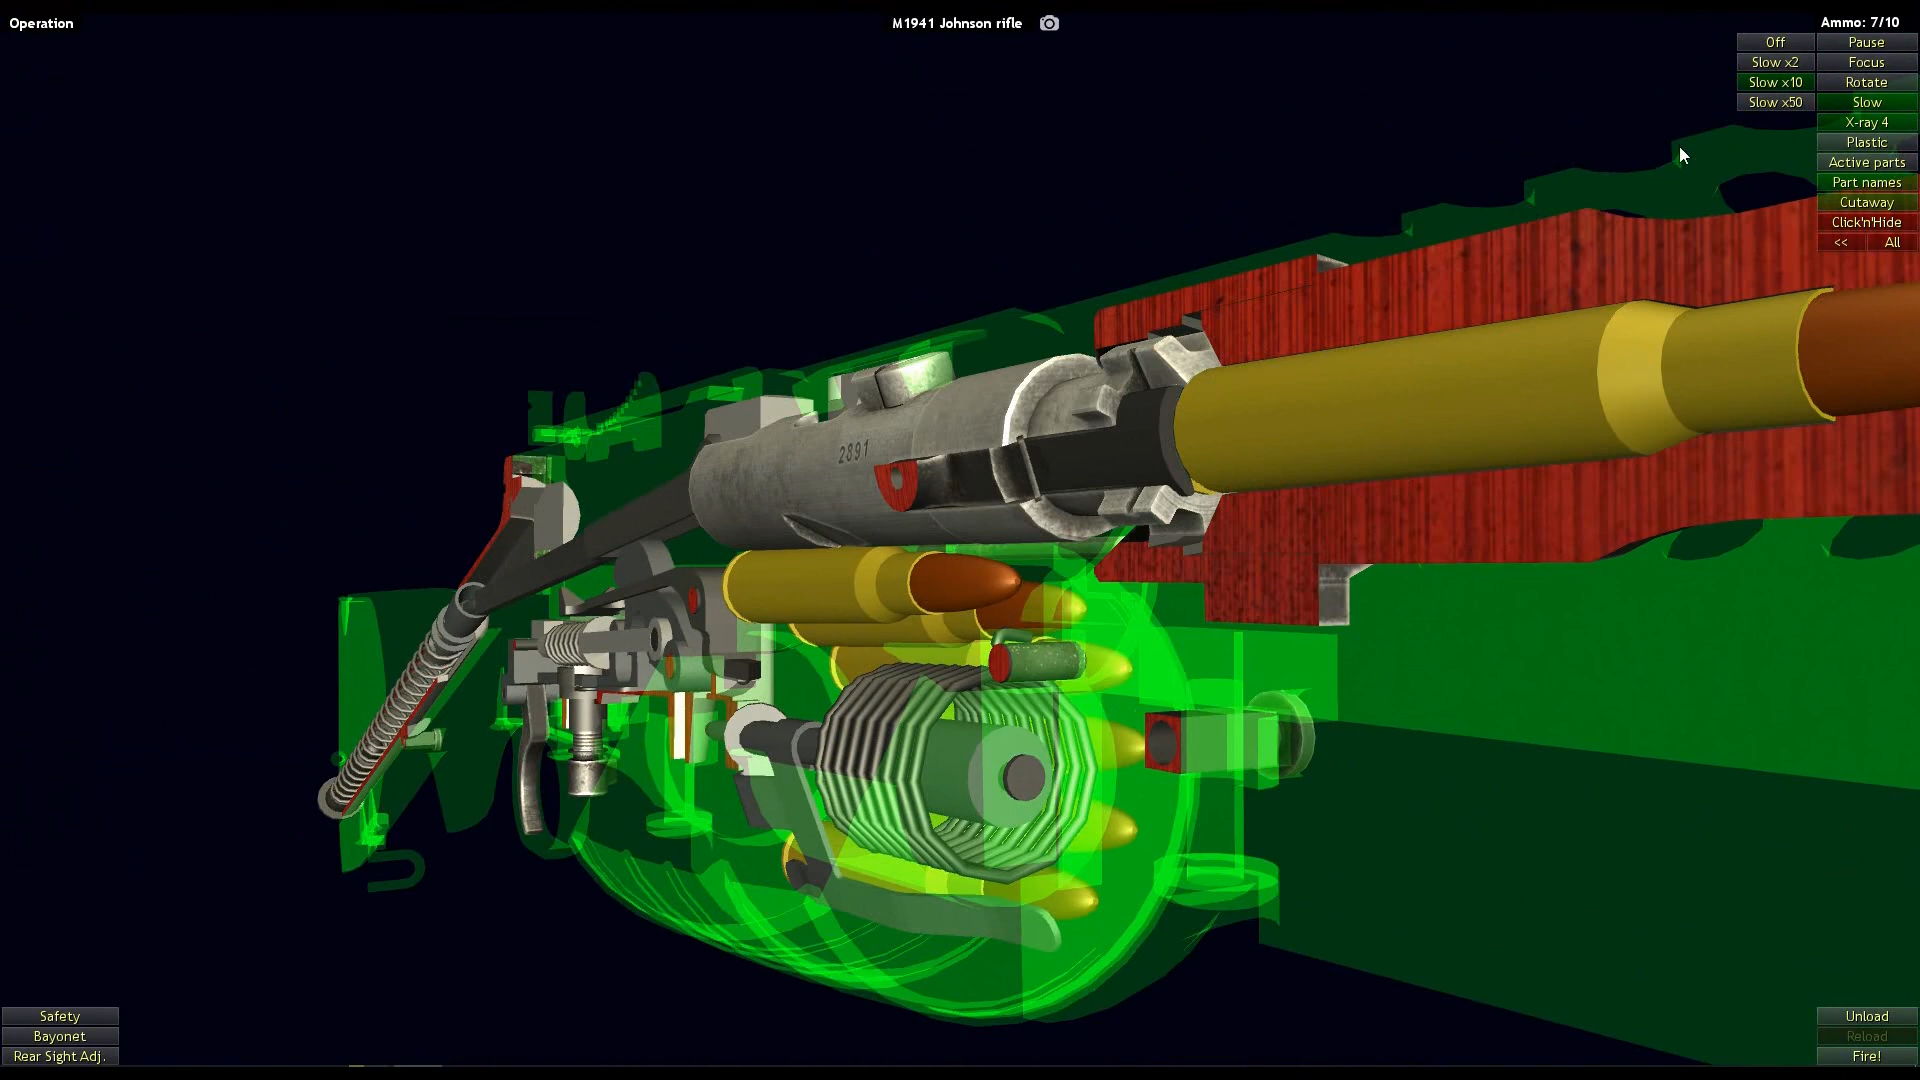 Operation
M1941 Johnson rifle
Ammo: 7/10
Off
Pause
Slow x2
Focus
Slow x10
Rotate
Slow x50
Slow
X-ray 4
Plastic
Active parts
Part names
Cutaway
Click'n'Hide
<< All
2891
Safety
Bayonet
Rear Sight Adj.
Unload
Reload
Fire!